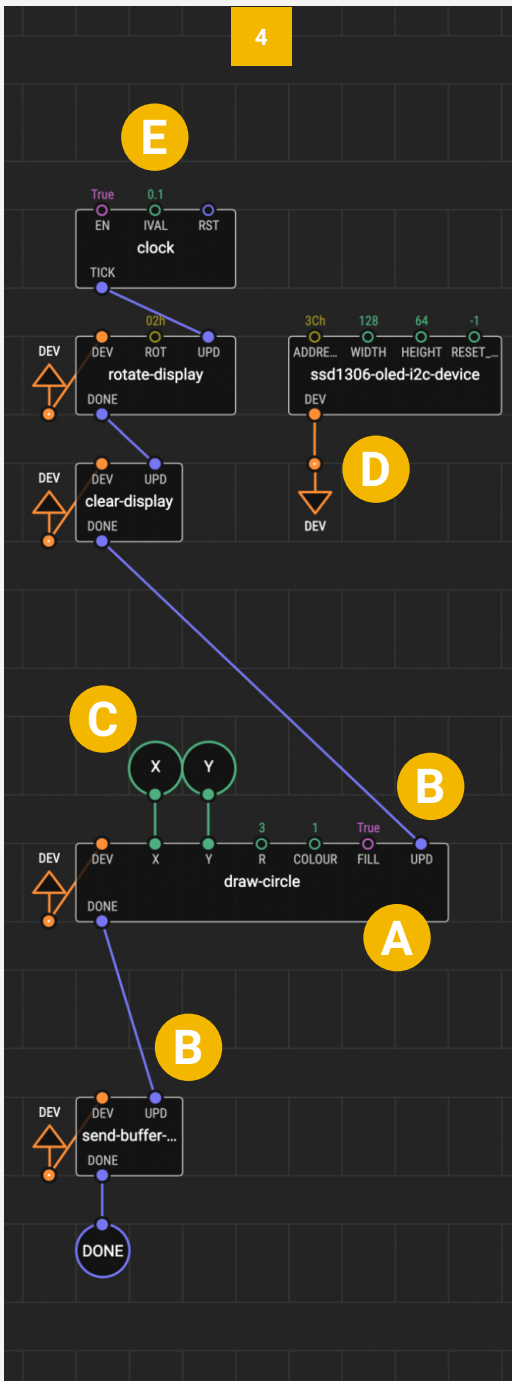 4
E
True 0.1
EN IVAL RST
clock
TICK
02h
DEV DEV ROT UPD
rotate-display
DONE
3Ch 128 64 -1
ADDRE... WIDTH HEIGHT RESET_...
ssd1306-oled-i2c-device
DEV
D
DEV
DEV DEV UPD
clear-display
DONE
C
X Y
B
3 1 True
DEV DEV X Y R COLOUR FILL UPD
draw-circle
DONE
A
B
DEV DEV UPD
send-buffer-...
DONE
DONE